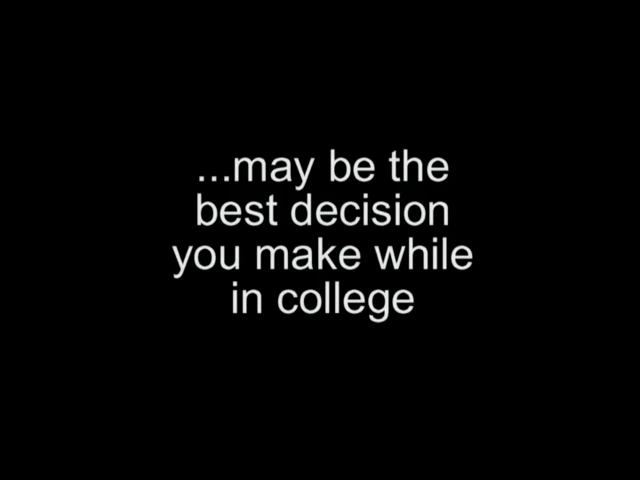 ...may be the
best decision
you make while
in college